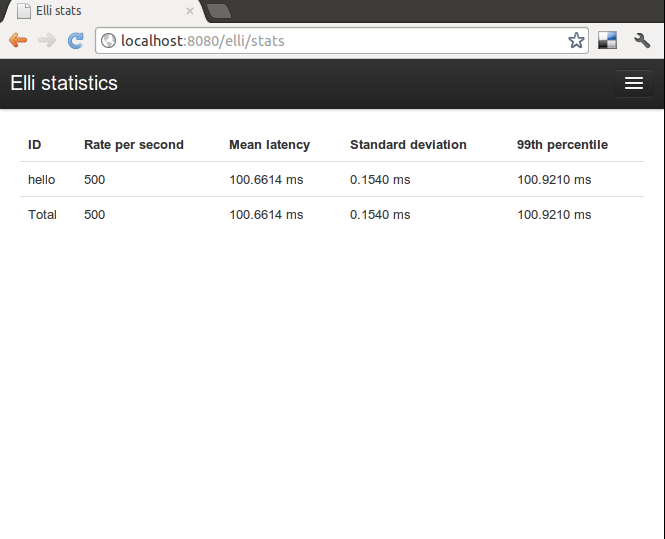 Elli stats
localhost:8080/elli/stats
Elli statistics
ID Rate per second Mean latency Standard deviation 99th percentile
hello 500 100.6614 ms 0.1540 ms 100.9210 ms
Total 500 100.6614 ms 0.1540 ms 100.9210 ms